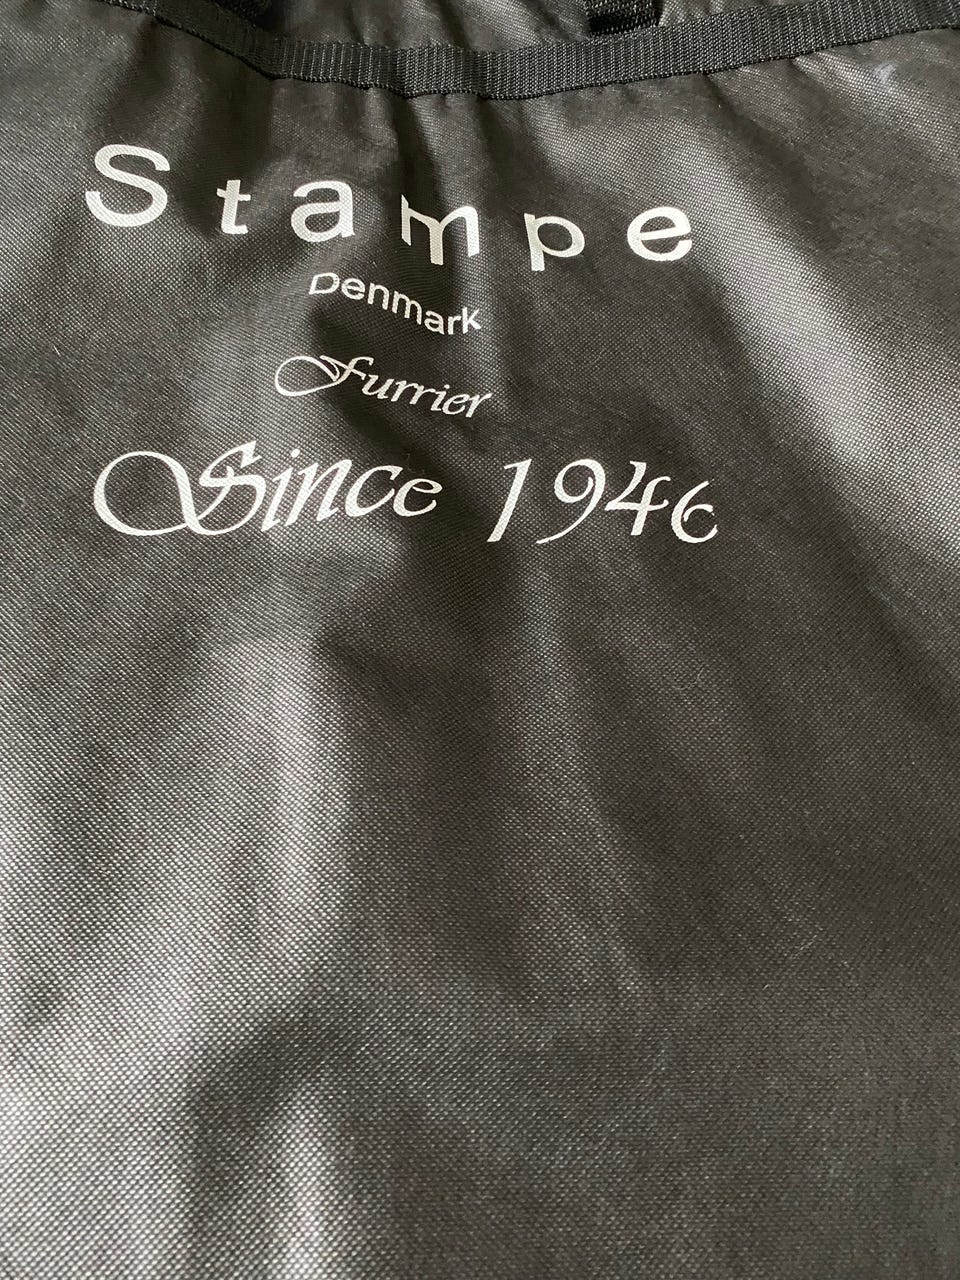 Stampe
Denmark
Furrier
Since 1946